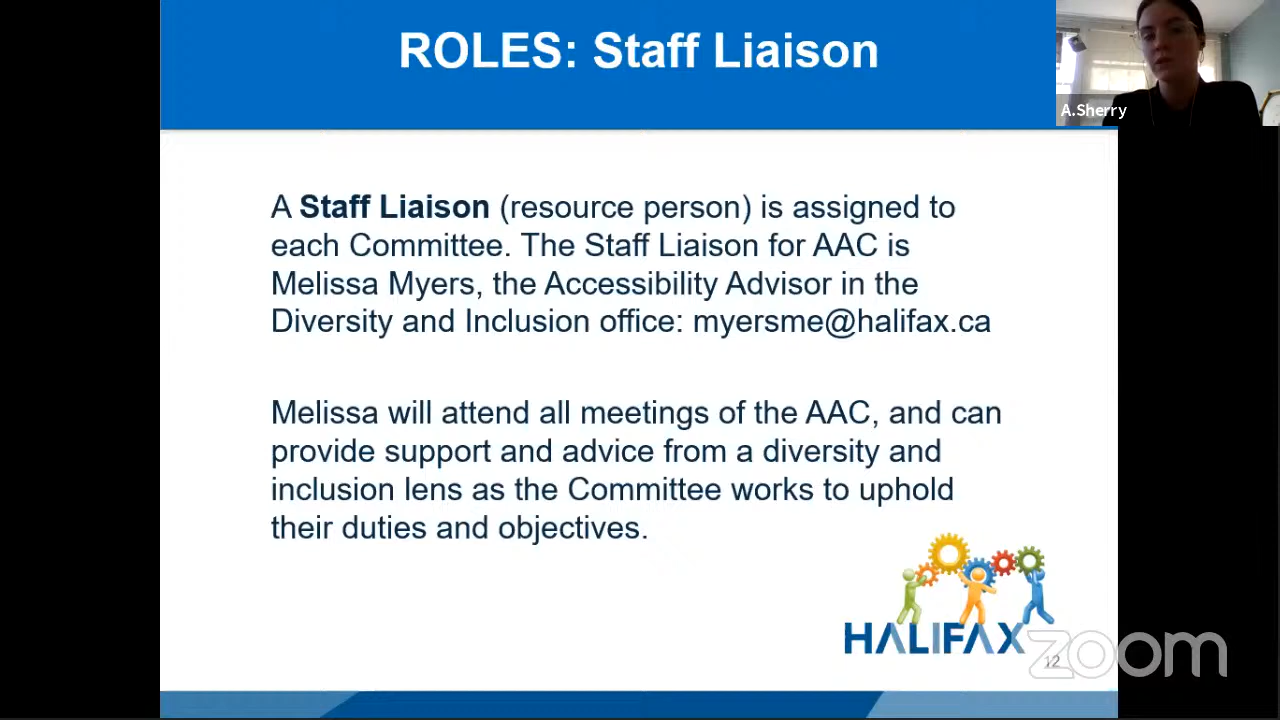 ROLES: Staff Liaison
A.Sherry
A Staff Liaison (resource person) is assigned to
each Committee. The Staff Liaison for AAC is
Melissa Myers, the Accessibility Advisor in the
Diversity and Inclusion office: myersme@halifax.ca
Melissa will attend all meetings of the AAC, and can
provide support and advice from a diversity and
inclusion lens as the Committee works to uphold
their duties and objectives.
HALIFAX
zoom
12